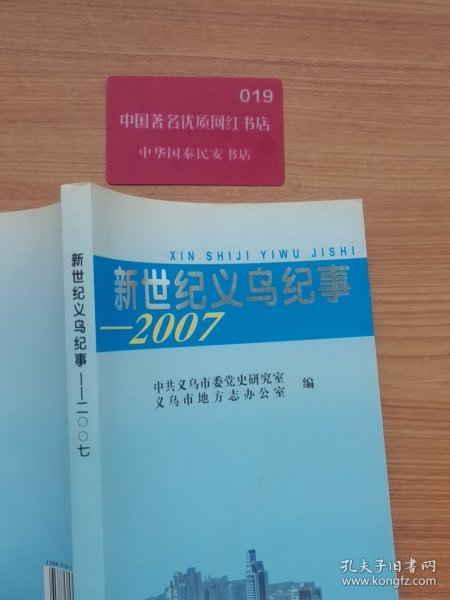 019
中国著名优质网红书店
中华国泰民安书店
XIN SHIJI YIWU JISHI
新世纪义乌纪事
—2007
中共义乌市委党史研究室
义乌市地方志办公室
编
新世纪义乌纪事——二〇〇七
孔夫子旧书网
www.kongfz.com